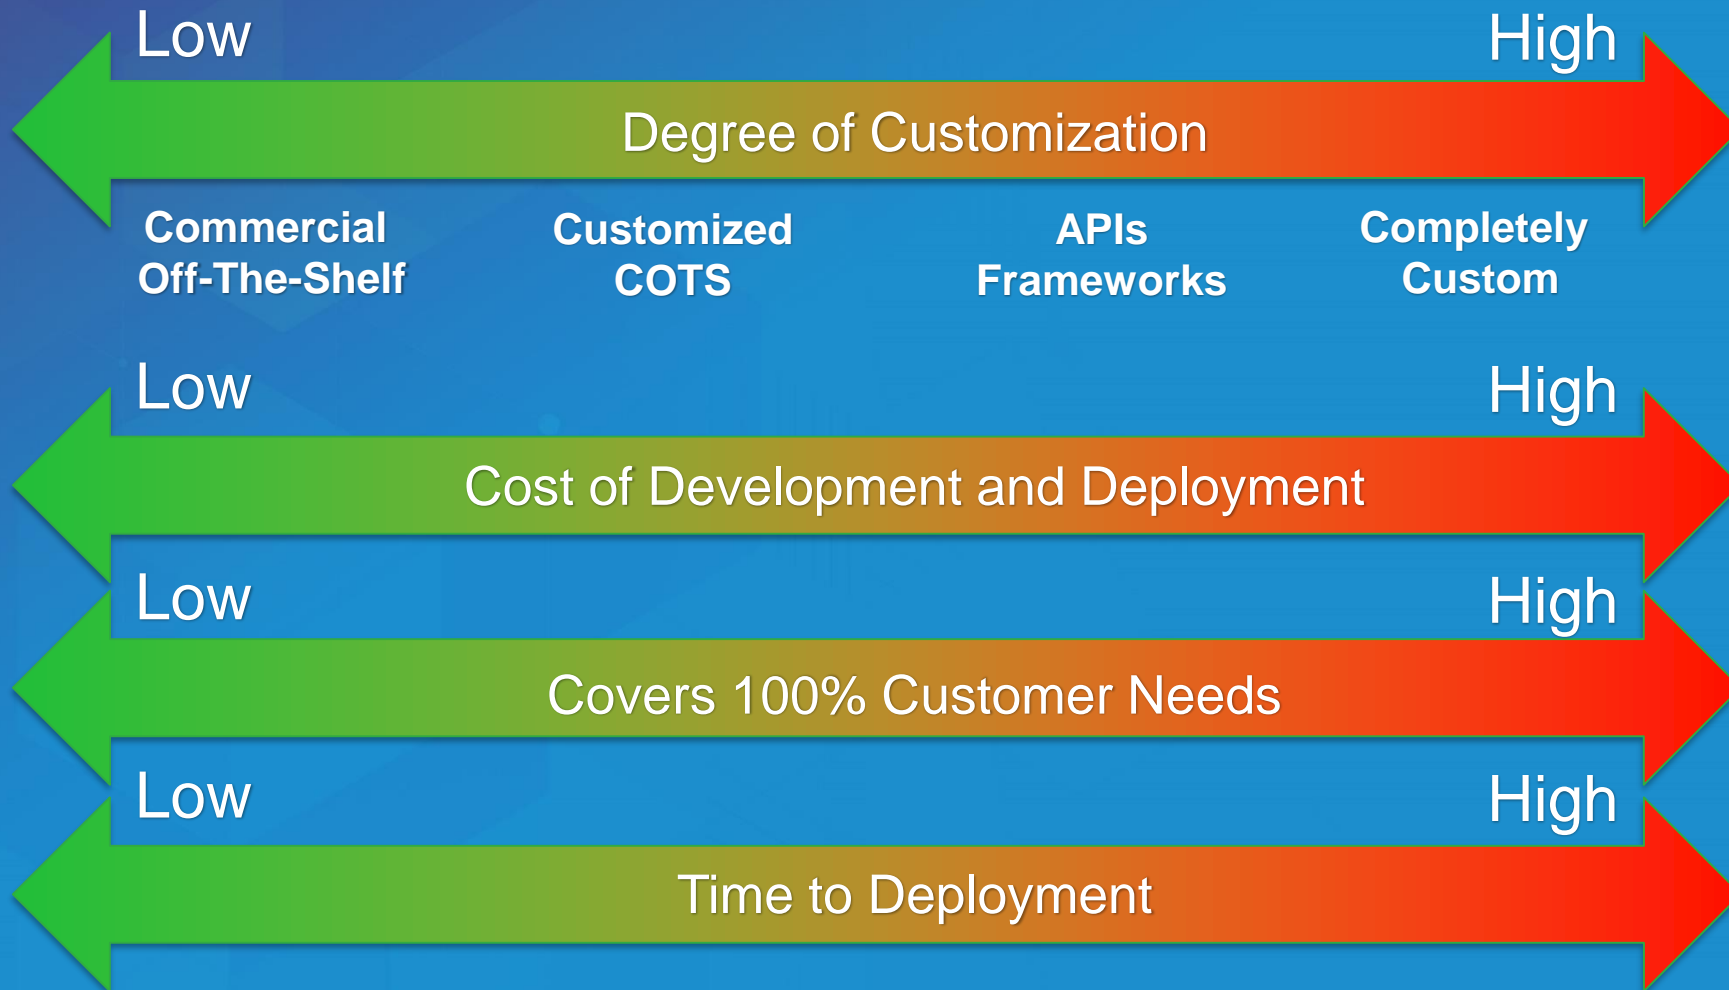 Low High
Degree of Customization
Commercial Customized APIs Completely
Off-The-Shelf COTS Frameworks Custom
Low High
Cost of Development and Deployment
Low High
Covers 100% Customer Needs
Low High
Time to Deployment